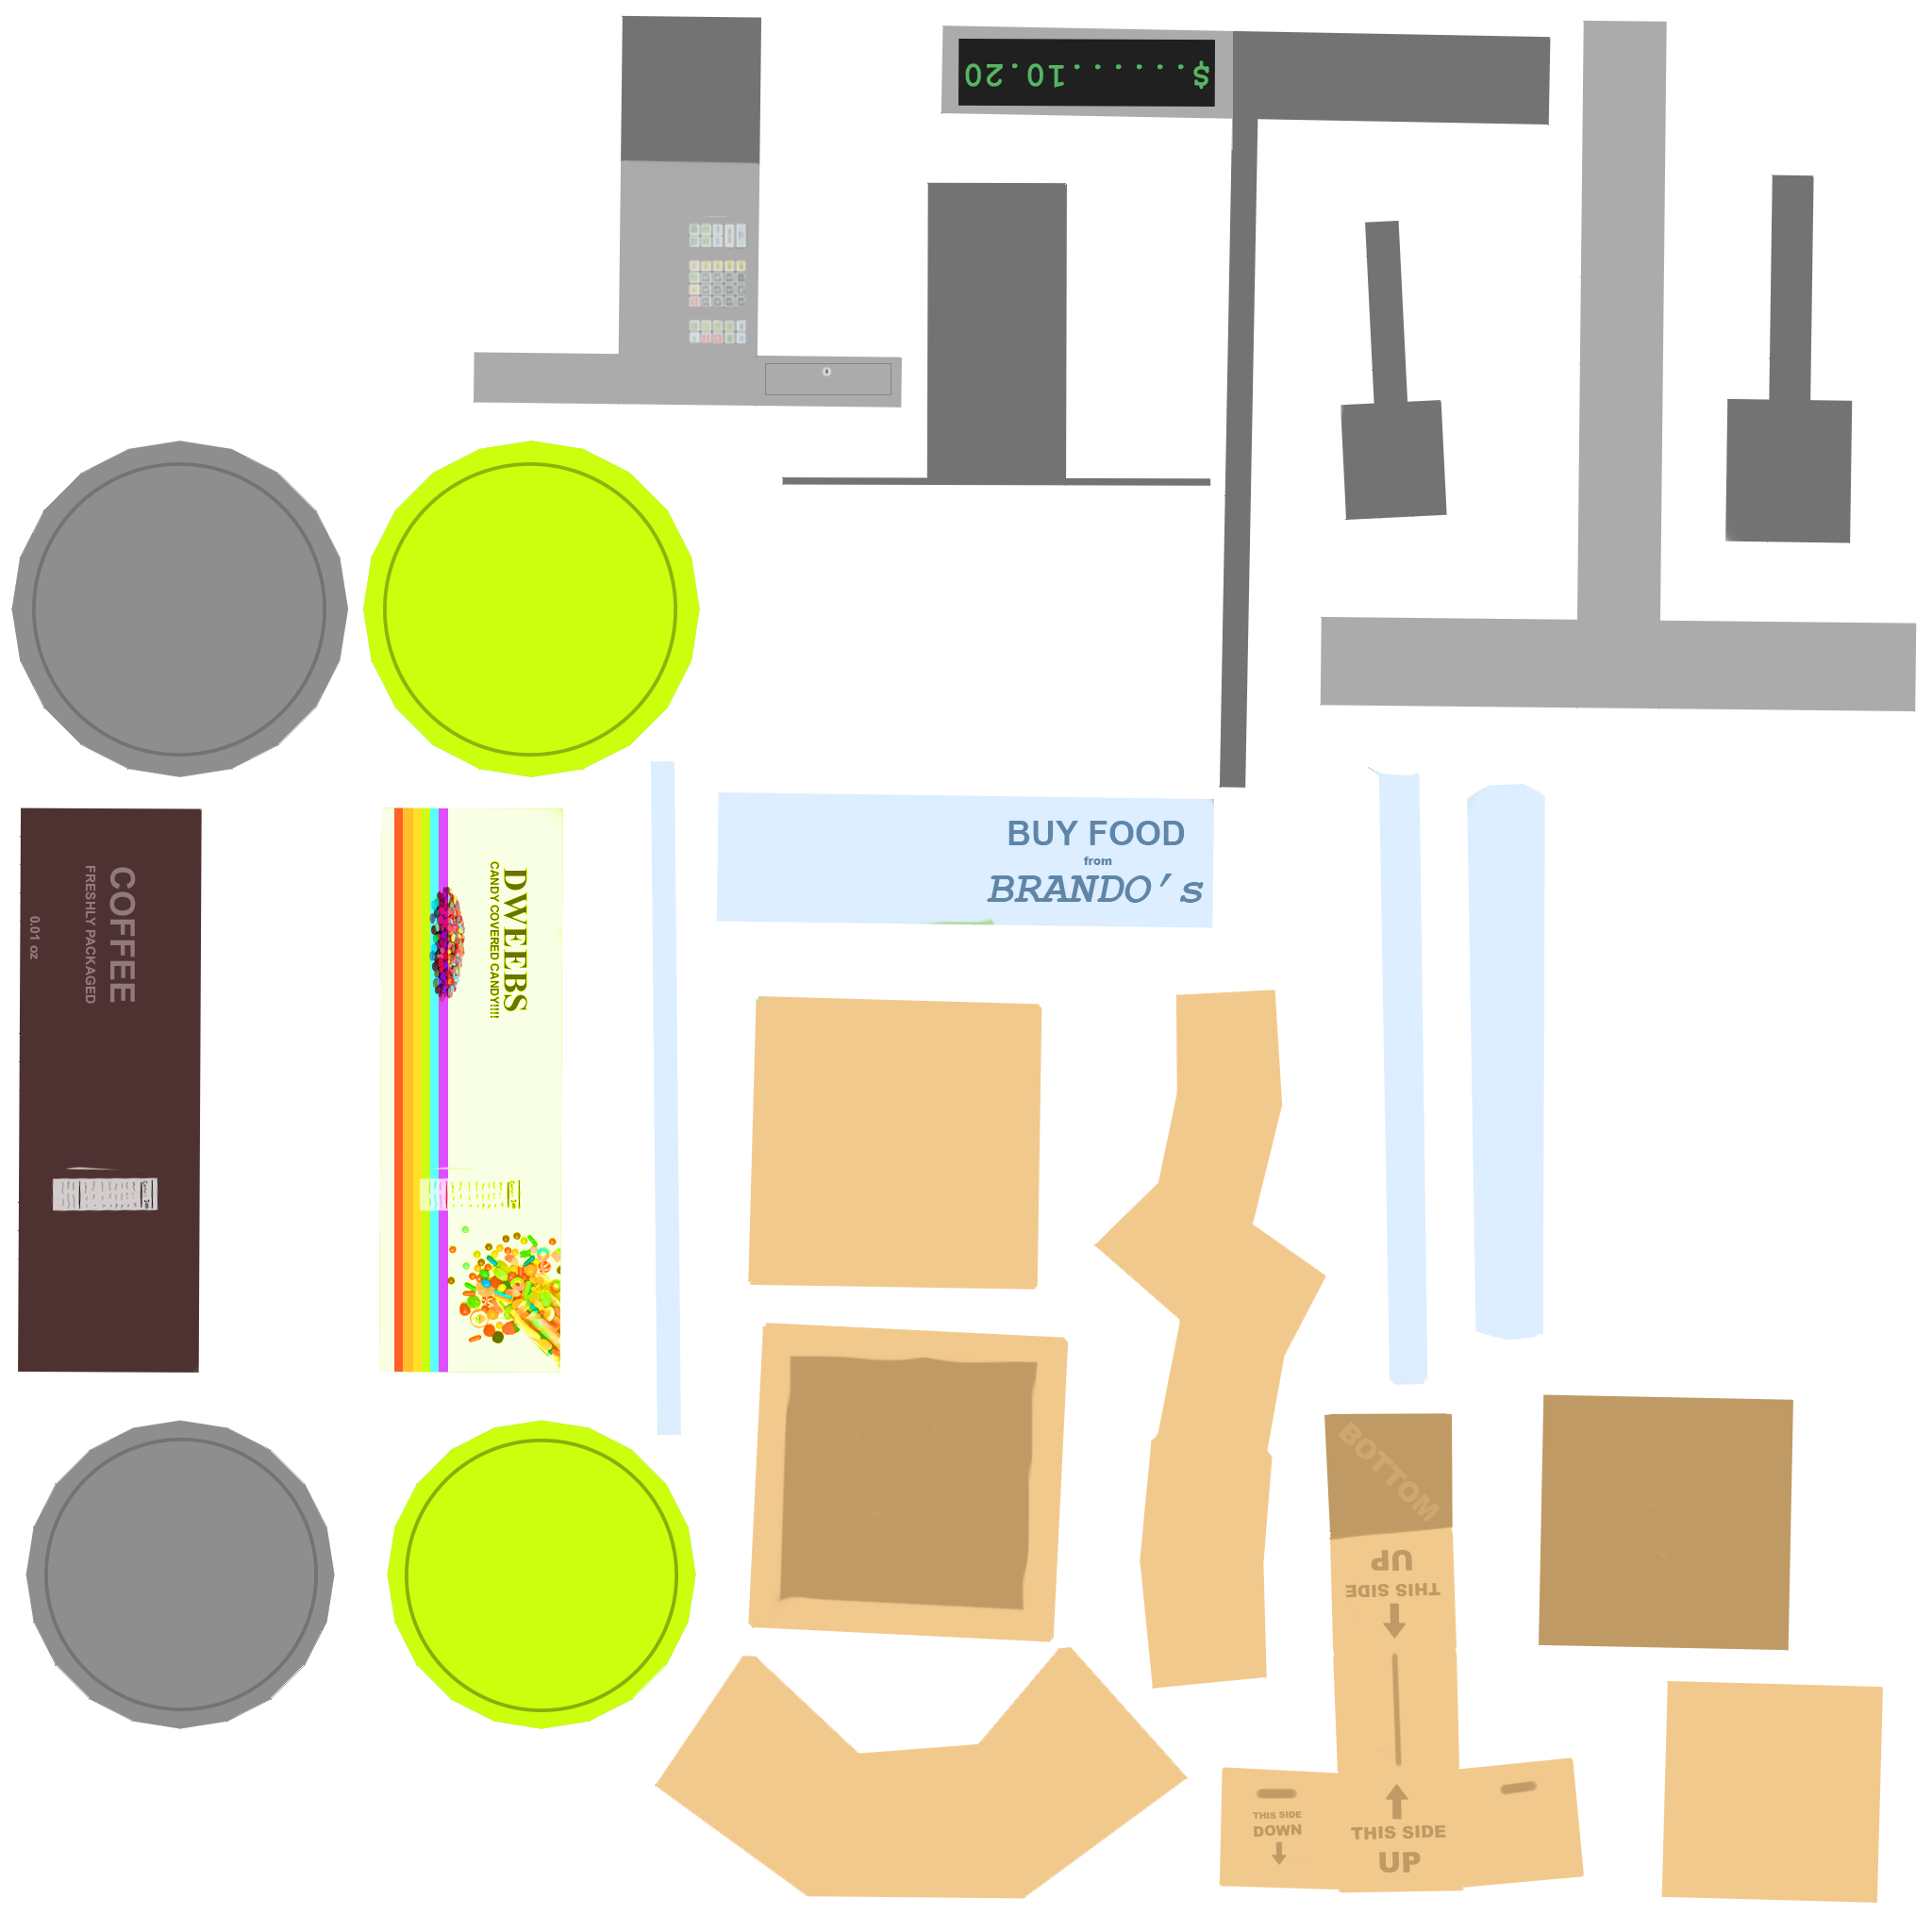 $......10.20
BUY FOOD
from
BRANDO's
COFFEE
FRESHLY PACKAGED
0.01 oz
DWEEBS
CANDY COVERED CANDY!!!!
BOTTOM
THIS SIDE
UP
THIS SIDE
DOWN
THIS SIDE
UP